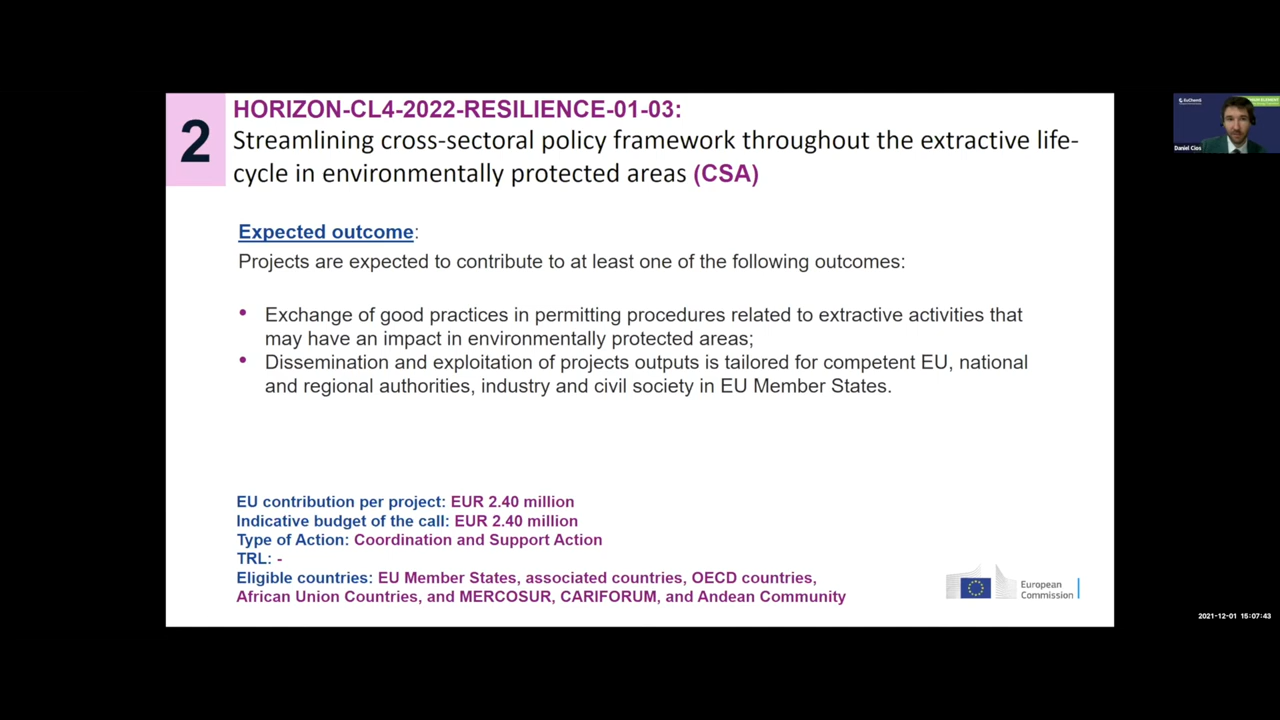 2
HORIZON-CL4-2022-RESILIENCE-01-03:
Streamlining cross-sectoral policy framework throughout the extractive life-
cycle in environmentally protected areas (CSA)
Expected outcome:
Projects are expected to contribute to at least one of the following outcomes:
• Exchange of good practices in permitting procedures related to extractive activities that
may have an impact in environmentally protected areas;
• Dissemination and exploitation of projects outputs is tailored for competent EU, national
and regional authorities, industry and civil society in EU Member States.
EU contribution per project: EUR 2.40 million
Indicative budget of the call: EUR 2.40 million
Type of Action: Coordination and Support Action
TRL: -
Eligible countries: EU Member States, associated countries, OECD countries,
African Union Countries, and MERCOSUR, CARIFORUM, and Andean Community
European
Commission
EuChemS
Daniel Cios
2021-12-01 15:07:43